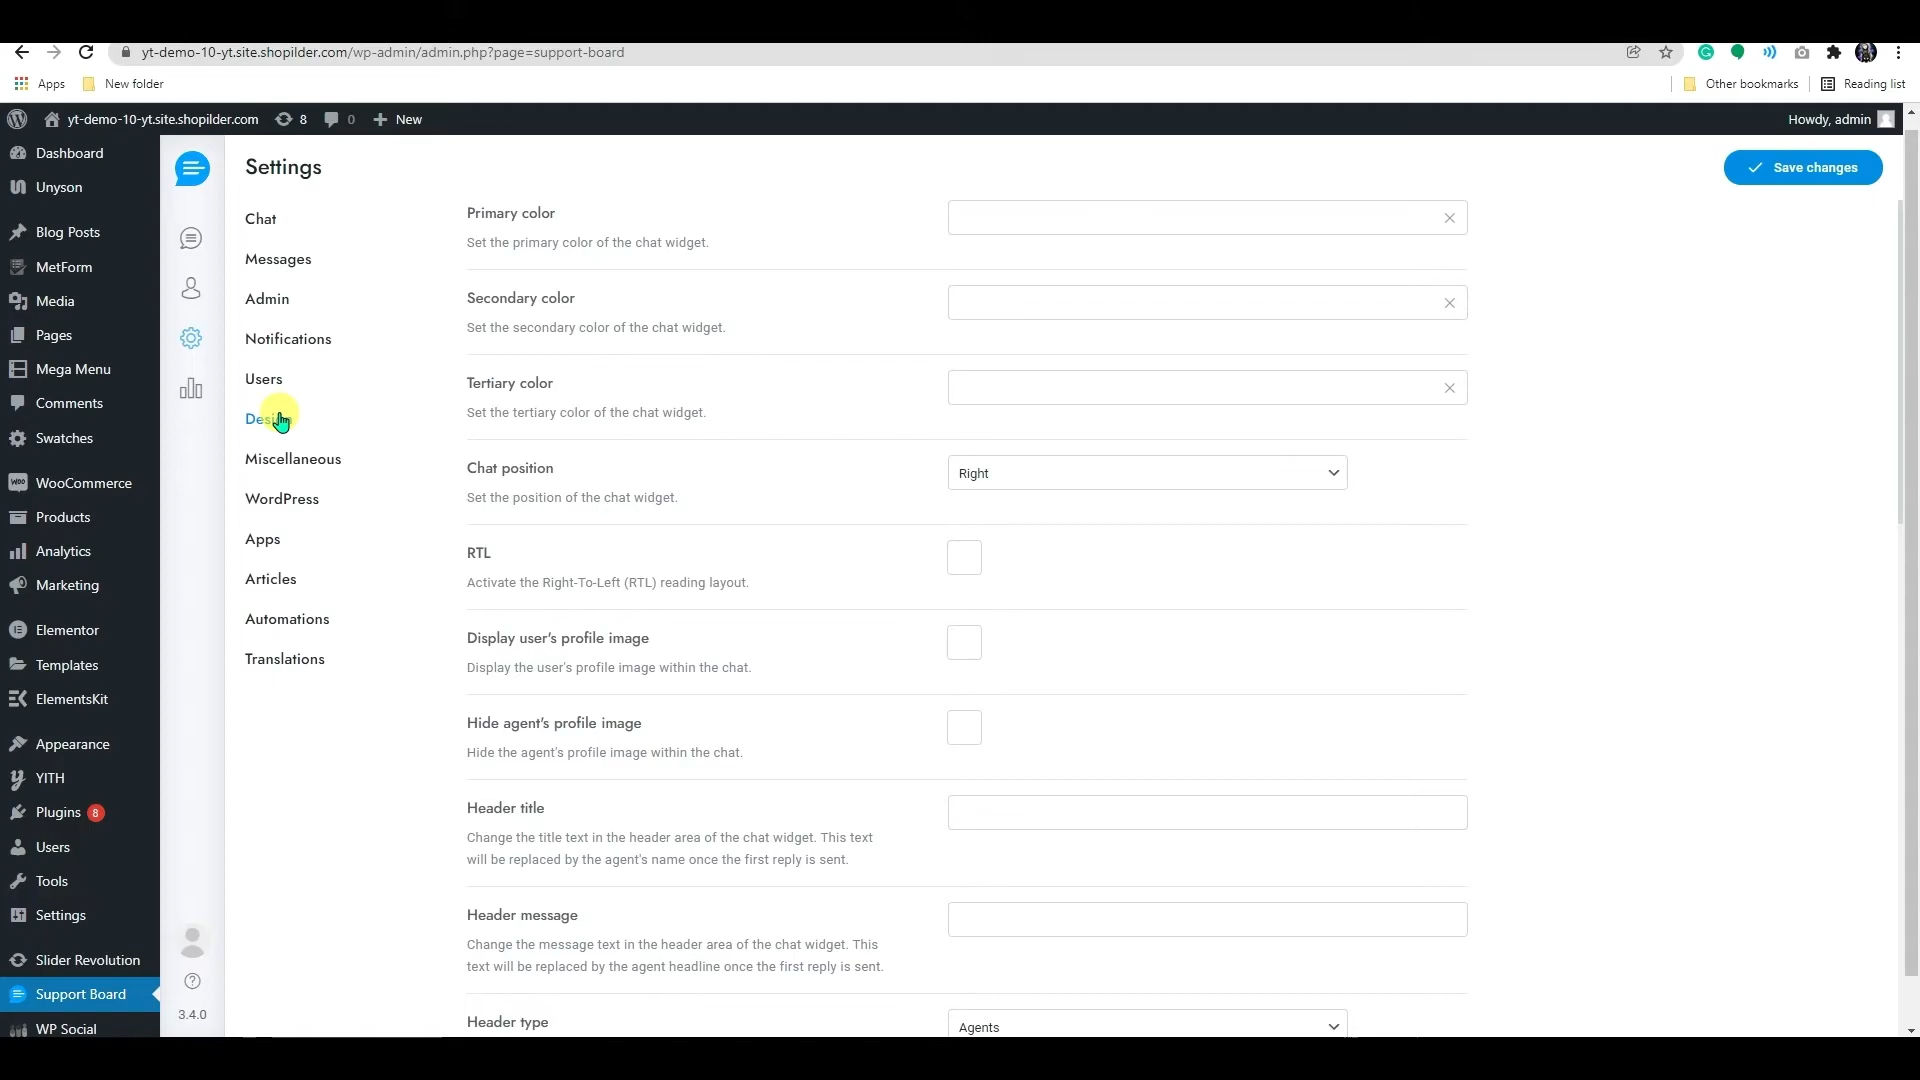 yt-demo-10-yt.site.shopilder.com/wp-admin/admin.php?page=support-board
Apps
New folder
Other bookmarks
Reading list
yt-demo-10-yt.site.shopilder.com
8
0
New
Howdy, admin
Dashboard
Unyson
Blog Posts
MetForm
Media
Pages
Mega Menu
Comments
Swatches
WooCommerce
Products
Analytics
Marketing
Elementor
Templates
ElementsKit
Appearance
YITH
Plugins 8
Users
Tools
Settings
Slider Revolution
Support Board
WP Social
3.4.0
Settings
Save changes
Chat
Messages
Admin
Notifications
Users
Miscellaneous
WordPress
Apps
Articles
Automations
Translations
Primary color
Set the primary color of the chat widget.
Secondary color
Set the secondary color of the chat widget.
Tertiary color
Set the tertiary color of the chat widget.
Chat position
Right
Set the position of the chat widget.
RTL
Activate the Right-To-Left (RTL) reading layout.
Display user's profile image
Display the user's profile image within the chat.
Hide agent's profile image
Hide the agent's profile image within the chat.
Header title
Change the title text in the header area of the chat widget. This text
will be replaced by the agent's name once the first reply is sent.
Header message
Change the message text in the header area of the chat widget. This
text will be replaced by the agent headline once the first reply is sent.
Header type
Agents